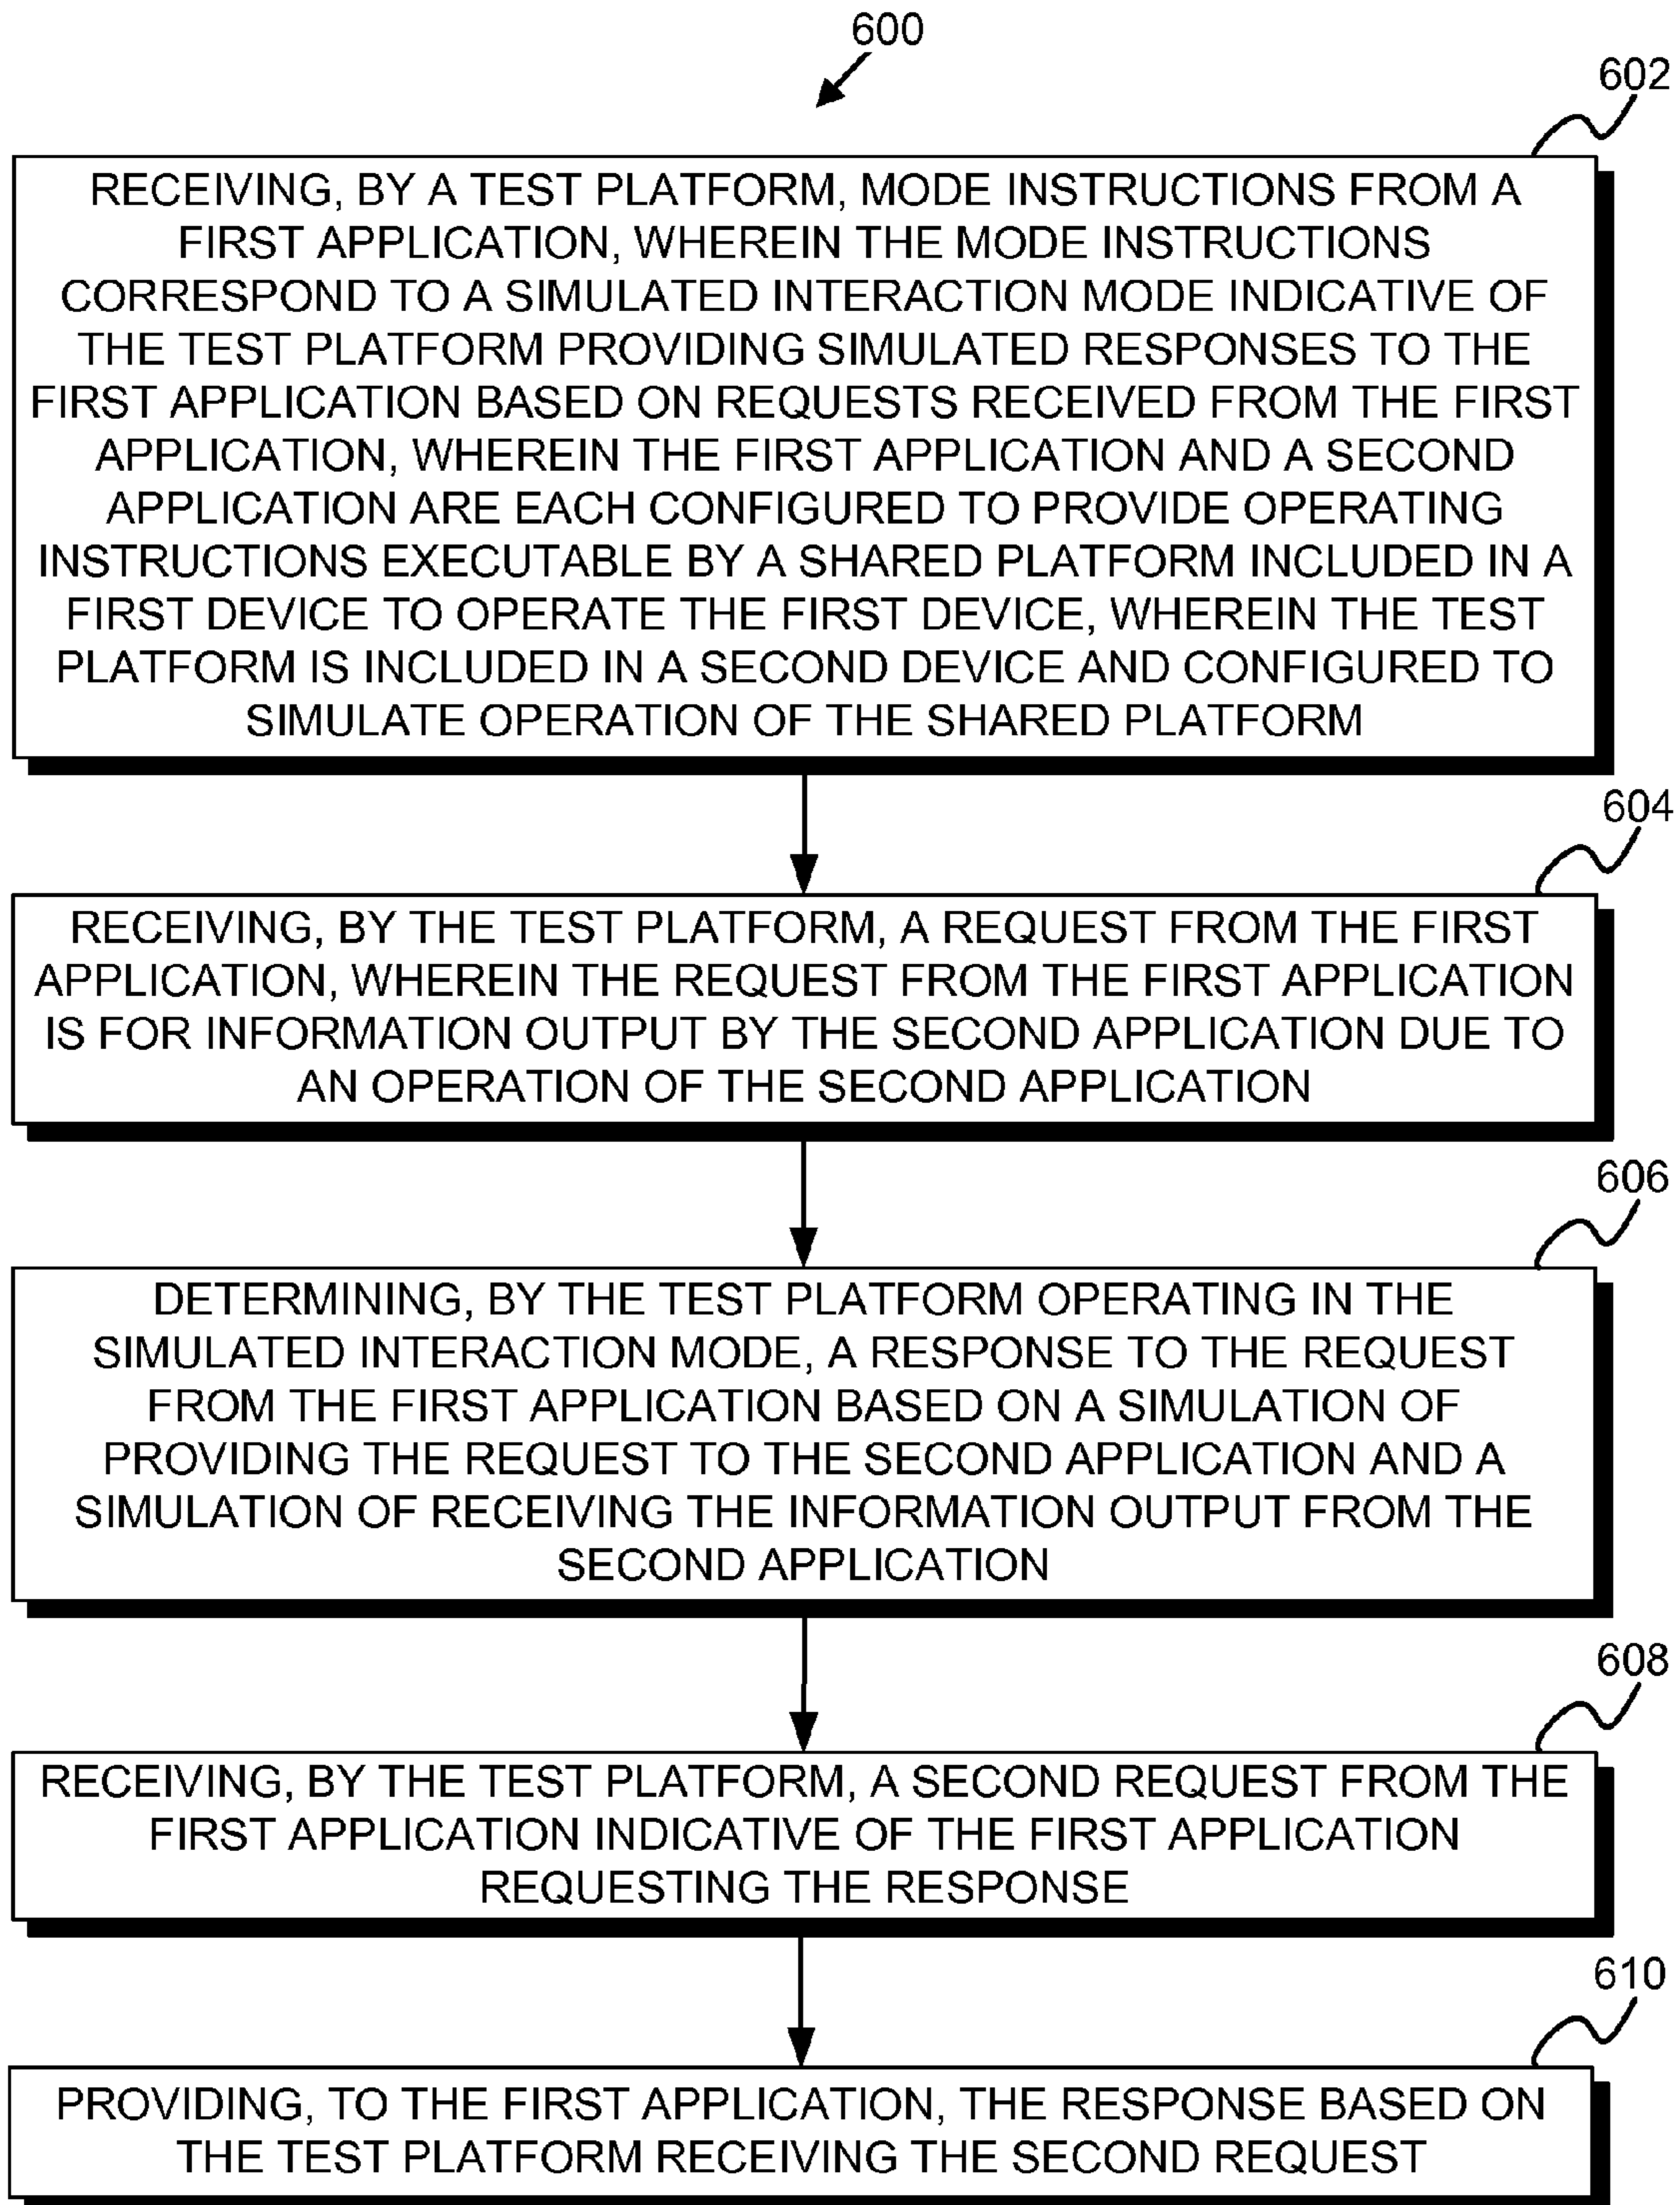 600
602
RECEIVING, BY A TEST PLATFORM, MODE INSTRUCTIONS FROM A
FIRST APPLICATION, WHEREIN THE MODE INSTRUCTIONS
CORRESPOND TO A SIMULATED INTERACTION MODE INDICATIVE OF
THE TEST PLATFORM PROVIDING SIMULATED RESPONSES TO THE
FIRST APPLICATION BASED ON REQUESTS RECEIVED FROM THE FIRST
APPLICATION, WHEREIN THE FIRST APPLICATION AND A SECOND
APPLICATION ARE EACH CONFIGURED TO PROVIDE OPERATING
INSTRUCTIONS EXECUTABLE BY A SHARED PLATFORM INCLUDED IN A
FIRST DEVICE TO OPERATE THE FIRST DEVICE, WHEREIN THE TEST
PLATFORM IS INCLUDED IN A SECOND DEVICE AND CONFIGURED TO
SIMULATE OPERATION OF THE SHARED PLATFORM
604
RECEIVING, BY THE TEST PLATFORM, A REQUEST FROM THE FIRST
APPLICATION, WHEREIN THE REQUEST FROM THE FIRST APPLICATION
IS FOR INFORMATION OUTPUT BY THE SECOND APPLICATION DUE TO
AN OPERATION OF THE SECOND APPLICATION
606
DETERMINING, BY THE TEST PLATFORM OPERATING IN THE
SIMULATED INTERACTION MODE, A RESPONSE TO THE REQUEST
FROM THE FIRST APPLICATION BASED ON A SIMULATION OF
PROVIDING THE REQUEST TO THE SECOND APPLICATION AND A
SIMULATION OF RECEIVING THE INFORMATION OUTPUT FROM THE
SECOND APPLICATION
608
RECEIVING, BY THE TEST PLATFORM, A SECOND REQUEST FROM THE
FIRST APPLICATION INDICATIVE OF THE FIRST APPLICATION
REQUESTING THE RESPONSE
610
PROVIDING, TO THE FIRST APPLICATION, THE RESPONSE BASED ON
THE TEST PLATFORM RECEIVING THE SECOND REQUEST